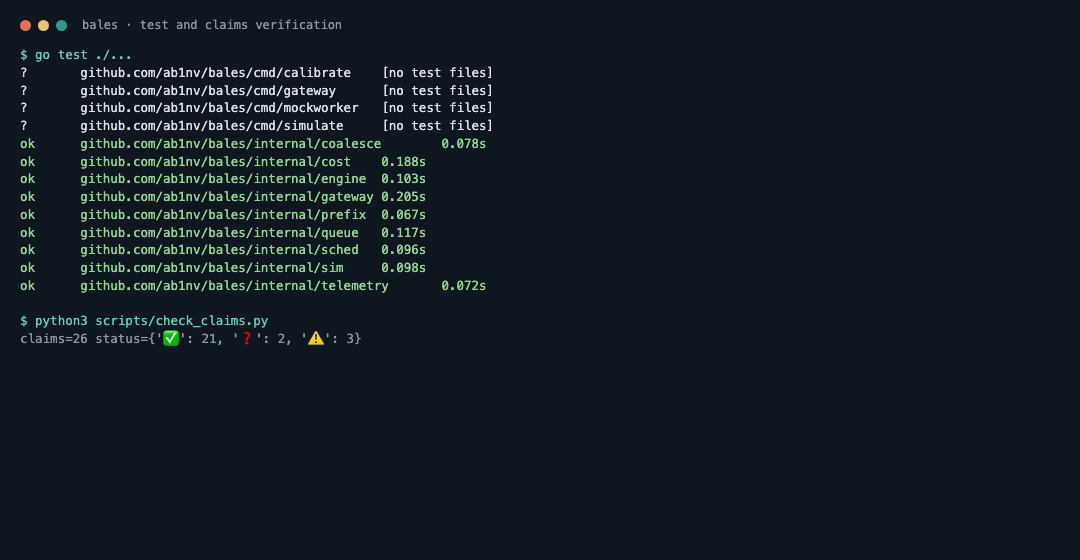 bales · test and claims verification
$ go test ./...
?       github.com/ab1nv/bales/cmd/calibrate    [no test files]
?       github.com/ab1nv/bales/cmd/gateway      [no test files]
?       github.com/ab1nv/bales/cmd/mockworker   [no test files]
?       github.com/ab1nv/bales/cmd/simulate     [no test files]
ok      github.com/ab1nv/bales/internal/coalesce        0.078s
ok      github.com/ab1nv/bales/internal/cost    0.188s
ok      github.com/ab1nv/bales/internal/engine  0.103s
ok      github.com/ab1nv/bales/internal/gateway 0.205s
ok      github.com/ab1nv/bales/internal/prefix  0.067s
ok      github.com/ab1nv/bales/internal/queue   0.117s
ok      github.com/ab1nv/bales/internal/sched   0.096s
ok      github.com/ab1nv/bales/internal/sim     0.098s
ok      github.com/ab1nv/bales/internal/telemetry       0.072s
$ python3 scripts/check_claims.py
claims=26 status={'✅': 21, '❓': 2, '⚠️': 3}